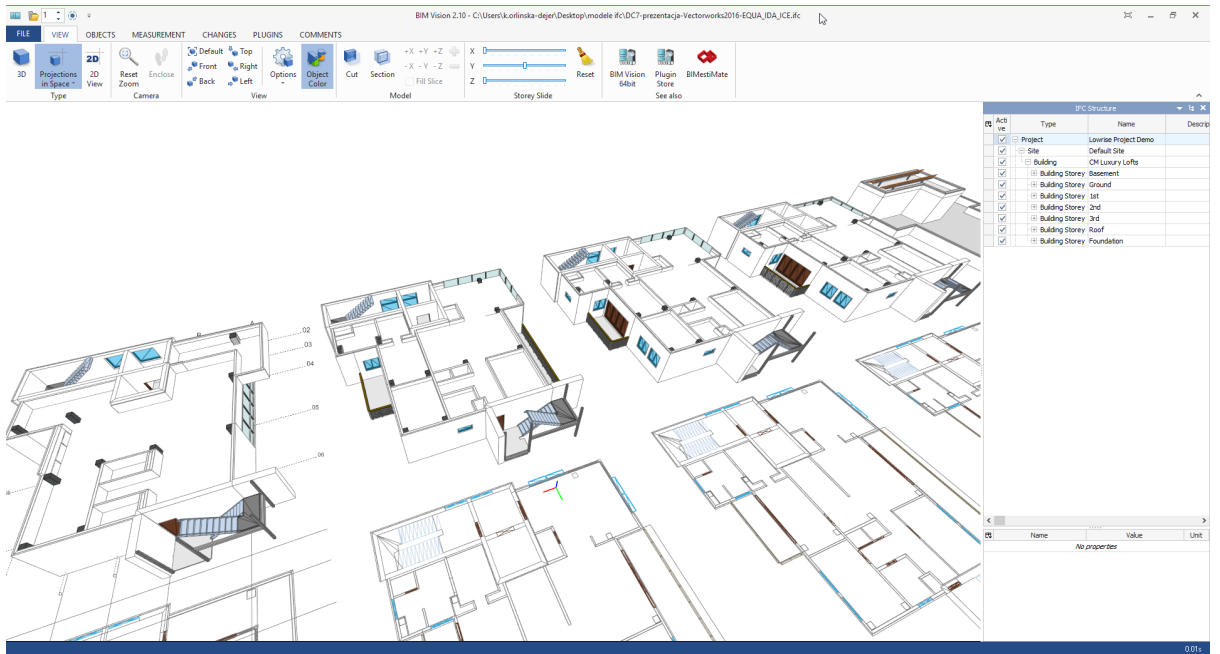 1
BIM Vision 2.10 - C:\Users\k.orlinska-dejer\Desktop\modele ifc\DC7-prezentacja-Vectorworks2016-EQUA_IDA_ICE.ifc
FILE VIEW OBJECTS MEASUREMENT CHANGES PLUGINS COMMENTS
3D
Projections in Space
2D View
Type
Reset Zoom
Enclose
Camera
Default Top
Front Right
Back Left
Options
Object Color
View
Cut
Section
+X +Y +Z
-X -Y -Z
Fill Slice
Model
X
Y
Z
Reset
Storey Slide
BIM Vision 64bit
Plugin Store
BIMestiMate
See also
IFC Structure
Active Type Name Descrip
Project Lowrise Project Demo
Site Default Site
Building CM Luxury Lofts
Building Storey Basement
Building Storey Ground
Building Storey 1st
Building Storey 2nd
Building Storey 3rd
Building Storey Roof
Building Storey Foundation
02
03
04
05
06
Name Value Unit
No properties
0.01s